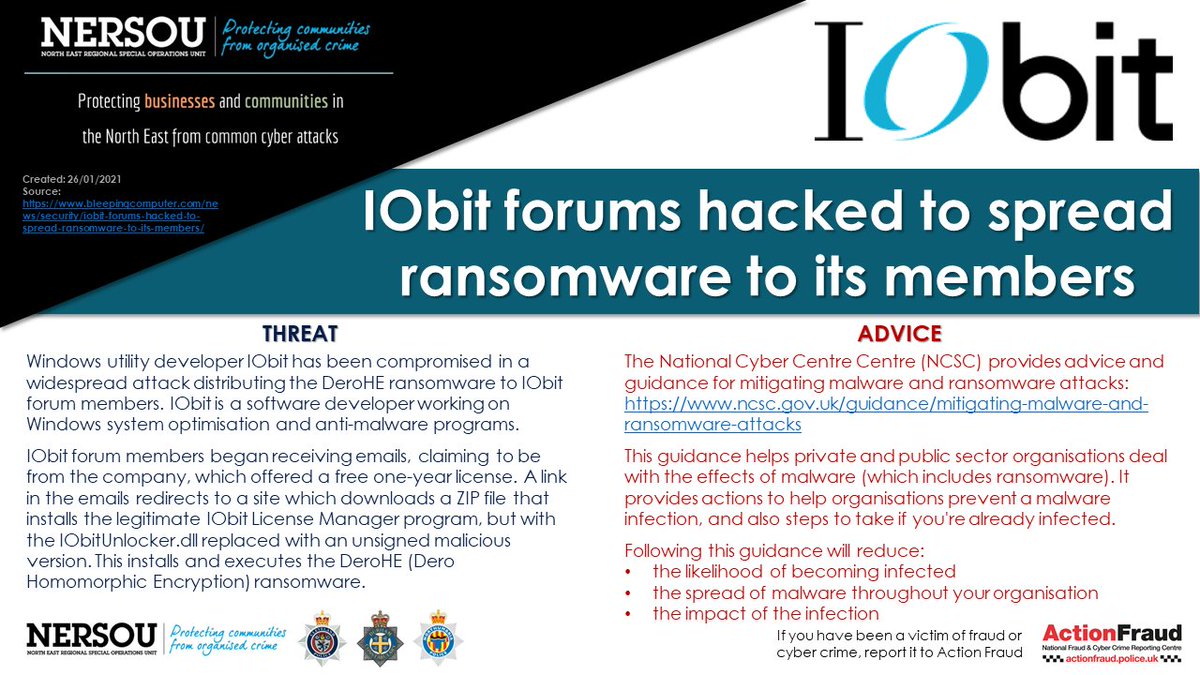 NERSOU
NORTH EAST REGIONAL SPECIAL OPERATIONS UNIT
Protecting communities
from organised crime
Protecting businesses and communities in
the North East from common cyber attacks
Created: 26/01/2021
Source:
https://www.bleepingcomputer.com/ne
ws/security/iobit-forums-hacked-to-
spread-ransomware-to-its-members/
IObit
IObit forums hacked to spread
ransomware to its members
THREAT
Windows utility developer IObit has been compromised in a
widespread attack distributing the DeroHE ransomware to IObit
forum members. IObit is a software developer working on
Windows system optimisation and anti-malware programs.
IObit forum members began receiving emails, claiming to be
from the company, which offered a free one-year license. A link
in the emails redirects to a site which downloads a ZIP file that
installs the legitimate IObit License Manager program, but with
the IObitUnlocker.dll replaced with an unsigned malicious
version. This installs and executes the DeroHE (Dero
Homomorphic Encryption) ransomware.
ADVICE
The National Cyber Centre Centre (NCSC) provides advice and
guidance for mitigating malware and ransomware attacks:
https://www.ncsc.gov.uk/guidance/mitigating-malware-and-
ransomware-attacks
This guidance helps private and public sector organisations deal
with the effects of malware (which includes ransomware). It
provides actions to help organisations prevent a malware
infection, and also steps to take if you're already infected.
Following this guidance will reduce:
• the likelihood of becoming infected
• the spread of malware throughout your organisation
• the impact of the infection
NERSOU
NORTH EAST REGIONAL SPECIAL OPERATIONS UNIT
Protecting communities
from organised crime
If you have been a victim of fraud or
cyber crime, report it to Action Fraud
ActionFraud
National Fraud & Cyber Crime Reporting Centre
actionfraud.police.uk